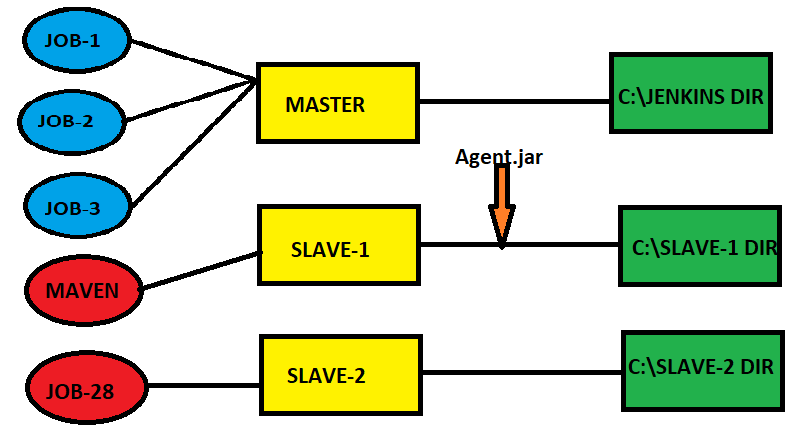 JOB-1
MASTER
C:\JENKINS DIR
JOB-2
Agent.jar
JOB-3
SLAVE-1
C:\SLAVE-1 DIR
MAVEN
SLAVE-2
C:\SLAVE-2 DIR
JOB-28